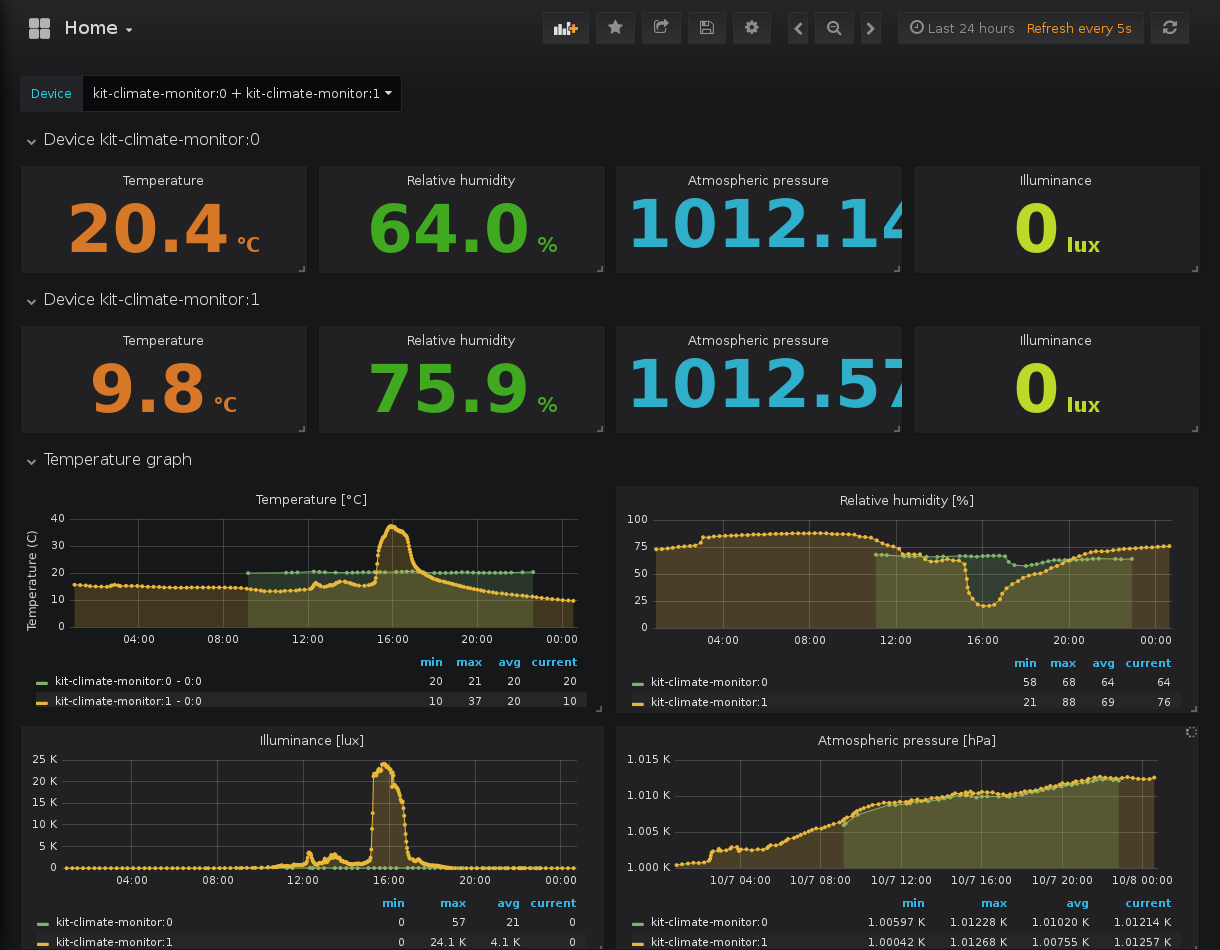 Home
Last 24 hours Refresh every 5s
Device kit-climate-monitor:0 + kit-climate-monitor:1
Device kit-climate-monitor:0
Temperature Relative humidity Atmospheric pressure Illuminance
20.4 °C 64.0 % 1012.14 0 lux
Device kit-climate-monitor:1
Temperature Relative humidity Atmospheric pressure Illuminance
9.8 °C 75.9 % 1012.57 0 lux
Temperature graph
Temperature [°C]
Temperature (C)
40
30
20
10
0
04:00 08:00 12:00 16:00 20:00 00:00
min max avg current
kit-climate-monitor:0 - 0:0 20 21 20 20
kit-climate-monitor:1 - 0:0 10 37 20 10
Relative humidity [%]
100
75
50
25
0
04:00 08:00 12:00 16:00 20:00 00:00
min max avg current
kit-climate-monitor:0 58 68 64 64
kit-climate-monitor:1 21 88 69 76
Illuminance [lux]
25 K
20 K
15 K
10 K
5 K
0
04:00 08:00 12:00 16:00 20:00 00:00
min max avg current
kit-climate-monitor:0 0 57 21 0
kit-climate-monitor:1 0 24.1 K 4.1 K 0
Atmospheric pressure [hPa]
1.015 K
1.010 K
1.005 K
1.000 K
10/7 04:00 10/7 08:00 10/7 12:00 10/7 16:00 10/7 20:00 10/8 00:00
min max avg current
kit-climate-monitor:0 1.00597 K 1.01228 K 1.01020 K 1.01214 K
kit-climate-monitor:1 1.00042 K 1.01268 K 1.00755 K 1.01257 K